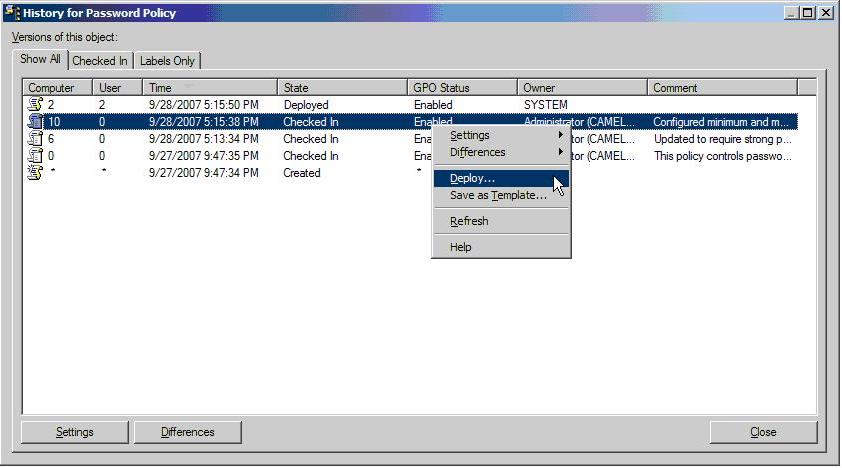 History for Password Policy
Versions of this object:
Show All Checked In Labels Only
Computer User Time State GPO Status Owner Comment
2 2 9/28/2007 5:15:50 PM Deployed Enabled SYSTEM
10 0 9/28/2007 5:15:38 PM Checked In Enabled Administrator (CAMEL... Configured minimum and m...
6 0 9/28/2007 5:13:34 PM Checked In Ena tor (CAMEL... Updated to require strong p...
0 0 9/27/2007 9:47:35 PM Checked In Ena tor (CAMEL... This policy controls passwo...
* * 9/27/2007 9:47:34 PM Created *
Settings
Differences
Deploy...
Save as Template...
Refresh
Help
Settings Differences Close